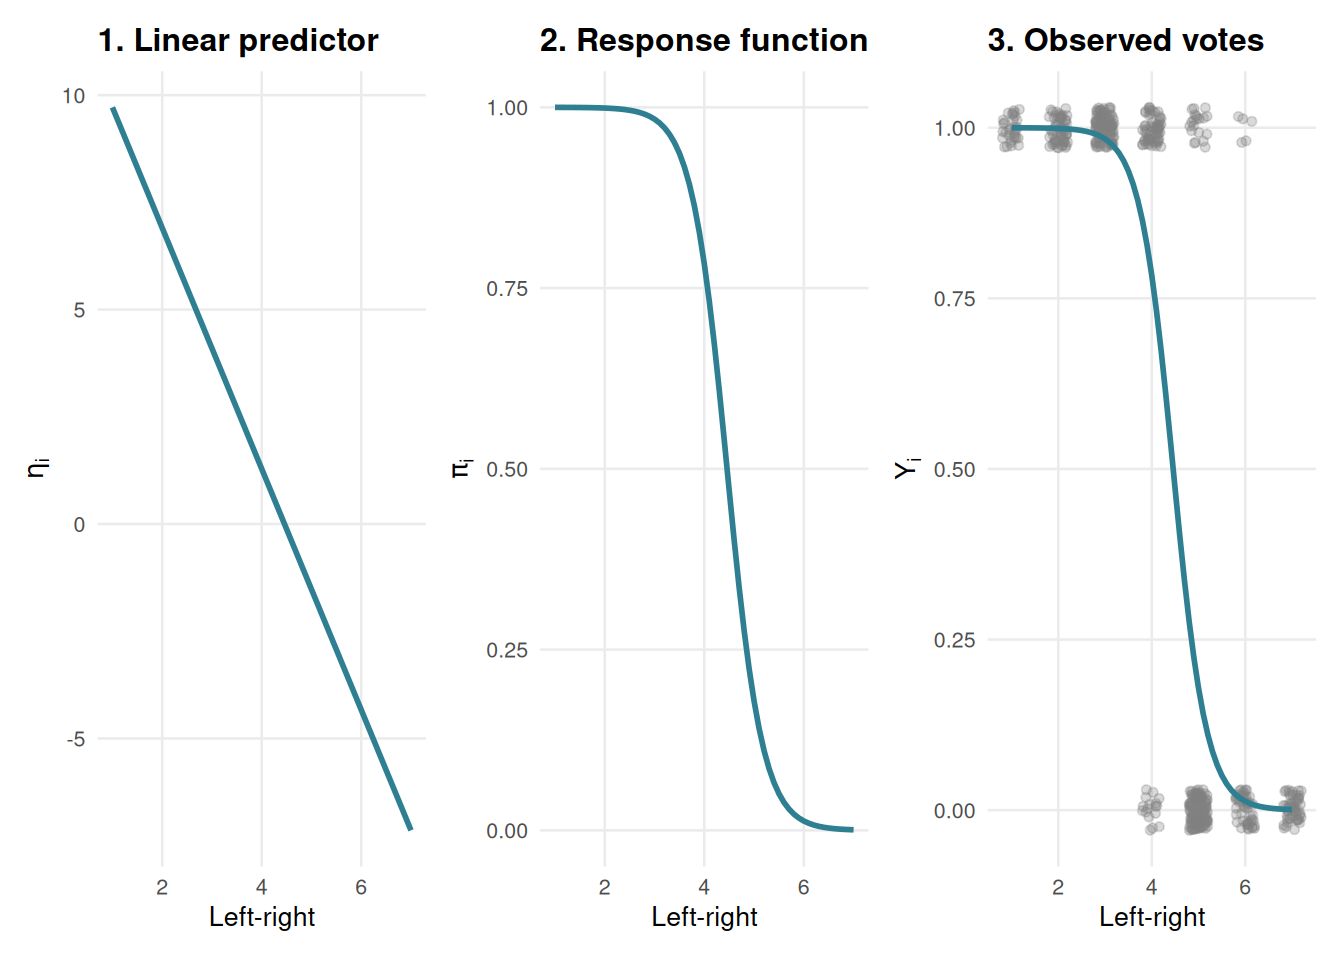 1. Linear predictor
10
5
0
-5
ηi
2
4
6
Left-right
2. Response function
1.00
0.75
0.50
0.25
0.00
πi
2
4
6
Left-right
3. Observed votes
1.00
0.75
0.50
0.25
0.00
Yi
2
4
6
Left-right